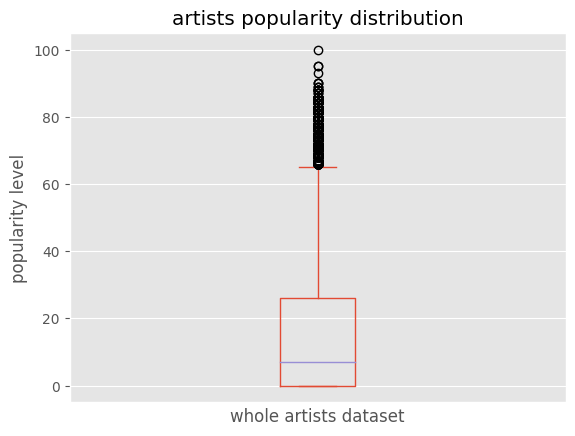 artists popularity distribution
popularity level
100
80
60
40
20
0
whole artists dataset